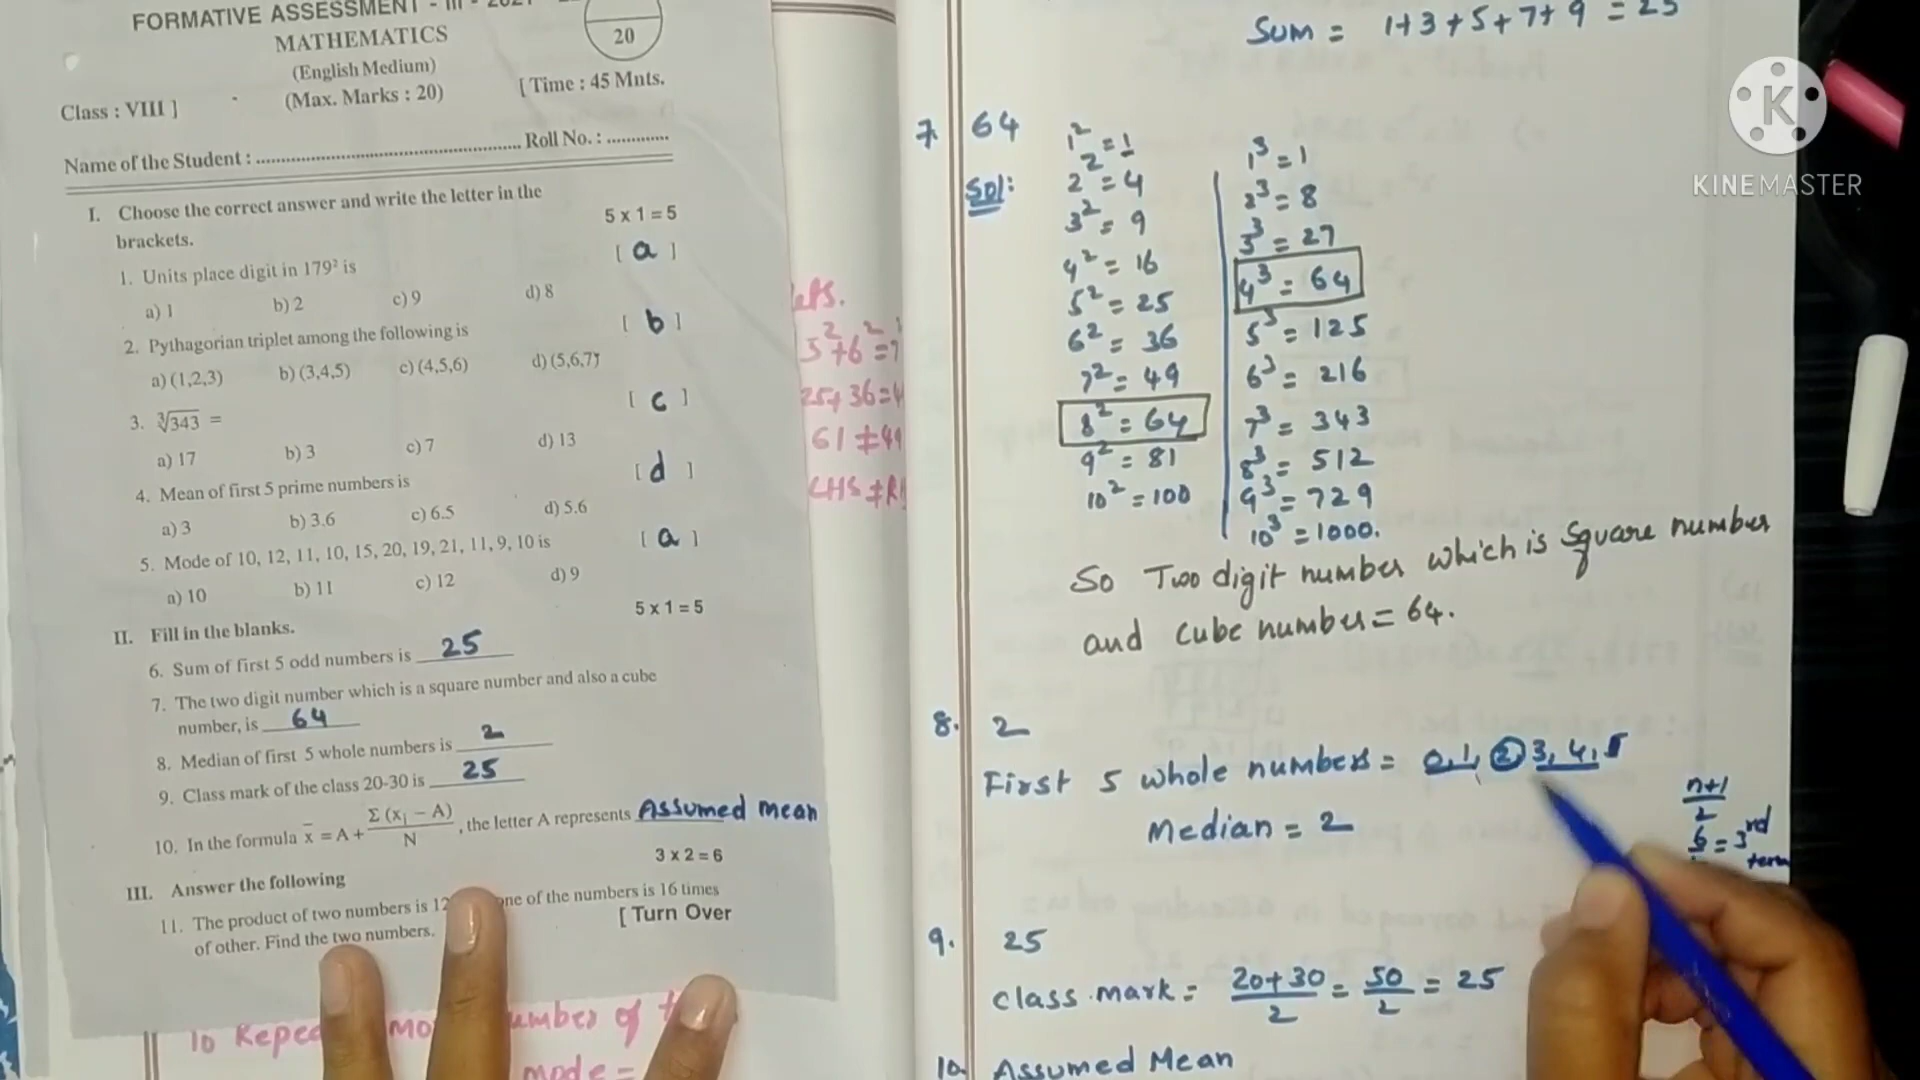 FORMATIVE ASSESSMENT - III -
MATHEMATICS
20
(English Medium)
Class : VIII ]
(Max. Marks : 20)
[ Time : 45 Mnts.
Name of the Student : ........................ Roll No. : .............
I. Choose the correct answer and write the letter in the
brackets.
5 x 1 = 5
1. Units place digit in 179² is
[ a ]
a) 1 b) 2 c) 9 d) 8
2. Pythagorian triplet among the following is
[ b ]
a) (1,2,3) b) (3,4,5) c) (4,5,6) d) (5,6,7)
3. ∛343 =
[ c ]
a) 17 b) 3 c) 7 d) 13
4. Mean of first 5 prime numbers is
[ d ]
a) 3 b) 3.6 c) 6.5 d) 5.6
5. Mode of 10, 12, 11, 10, 15, 20, 19, 21, 11, 9, 10 is
[ a ]
a) 10 b) 11 c) 12 d) 9
II. Fill in the blanks.
5 x 1 = 5
6. Sum of first 5 odd numbers is 25
7. The two digit number which is a square number and also a cube
number, is 64
8. Median of first 5 whole numbers is 2
9. Class mark of the class 20-30 is 25
10. In the formula x̄ = A + Σ (xᵢ – A) / N , the letter A represents Assumed mean
III. Answer the following
3 x 2 = 6
11. The product of two numbers is of the numbers is 16 times
of other. Find the two numbers.
[ Turn Over
5²+6²=
25+36=
61≠49
LHS≠
10 number of
mode =
Sum = 1+3+5+7+9 = 25
7. 64
Sol:
1² = 1
2² = 4
3² = 9
4² = 16
5² = 25
6² = 36
7² = 49
8² = 64
9² = 81
10² = 100
1³ = 1
2³ = 8
3³ = 27
4³ = 64
5³ = 125
6³ = 216
7³ = 343
8³ = 512
9³ = 729
10³ = 1000.
So Two digit number which is Square number
and cube number = 64.
8. 2
First 5 whole numbers = 0, 1, 2, 3, 4, 5
Median = 2
n+1
2
6 = 3rd
term
9. 25
class mark = 20+30 / 2 = 50 / 2 = 25
10. Assumed Mean
K
KINEMASTER